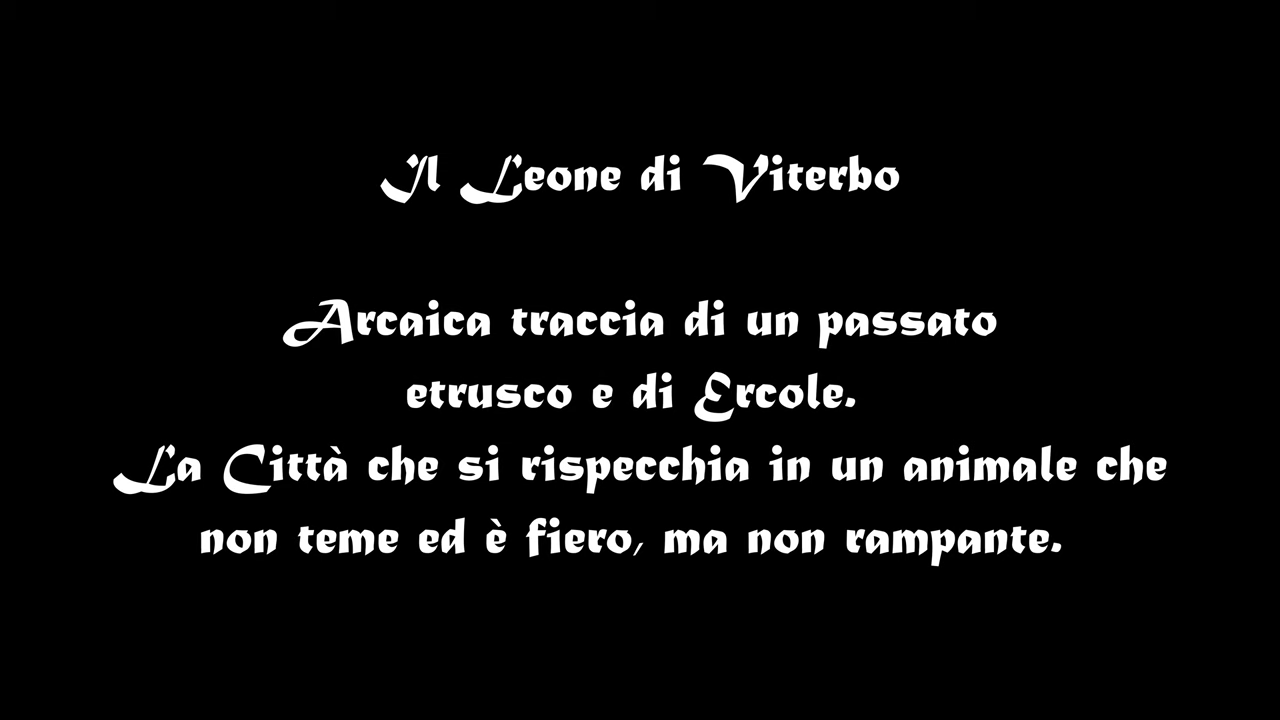 Il Leone di Viterbo
Arcaica traccia di un passato
etrusco e di Ercole.
La Città che si rispecchia in un animale che
non teme ed è fiero, ma non rampante.